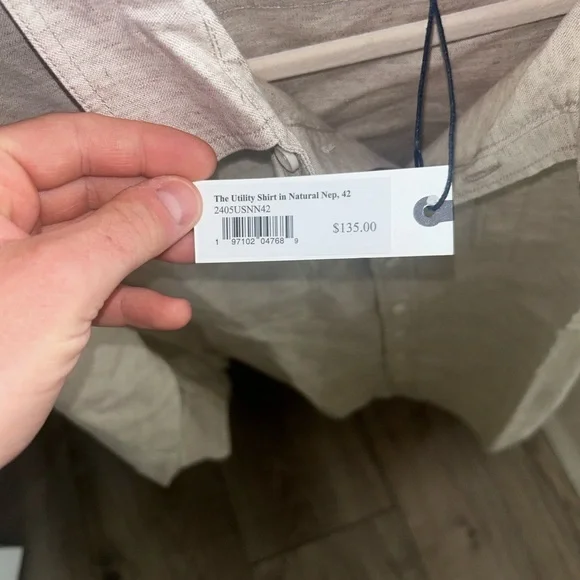 The Utility Shirt in Natural Nep, 42
2405USNN42
$135.00
1 97102 04768 9